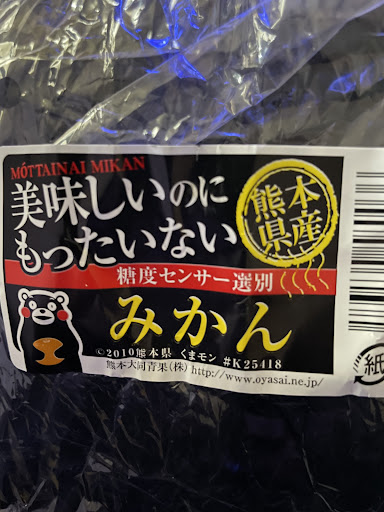 MÓTTAINAI MIKAN
美味しいのに
もったいない
熊本
県産
糖度センサー選別
みかん
©2010熊本県 くまモン #K25418
熊本大同青果(株) http://www.oyasai.ne.jp/
紙